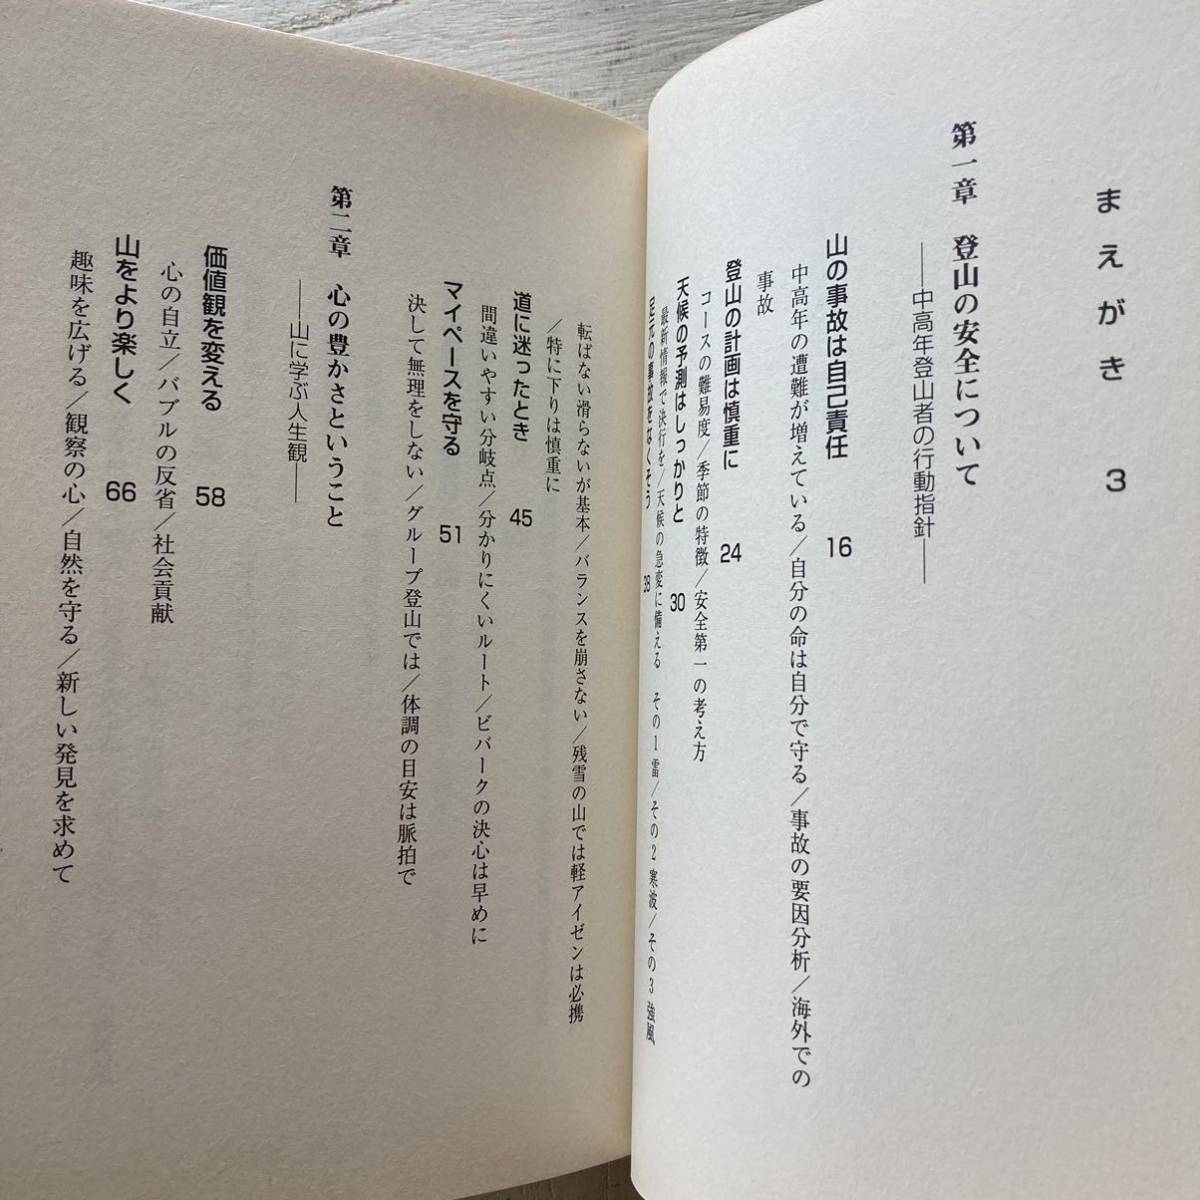 まえがき 3
第一章 登山の安全について
――中高年登山者の行動指針――
山の事故は自己責任 16
中高年の遭難が増えている/自分の命は自分で守る/事故の要因分析/海外での
事故
登山の計画は慎重に 24
コースの難易度/季節の特徴/安全第一の考え方
天候の予測はしっかりと 30
最新情報で決行を/天候の急変に備える その1雷/その2寒波/その3強風
足元の事故をなくそう 38
転ばない滑らないが基本/バランスを崩さない/残雪の山では軽アイゼンは必携
/特に下りは慎重に
道に迷ったとき 45
間違いやすい分岐点/分かりにくいルート/ビバークの決心は早めに
マイペースを守る 51
決して無理をしない/グループ登山では/体調の目安は脈拍で
第二章 心の豊かさということ
――山に学ぶ人生観――
価値観を変える 58
心の自立/バブルの反省/社会貢献
山をより楽しく 66
趣味を広げる/観察の心/自然を守る/新しい発見を求めて